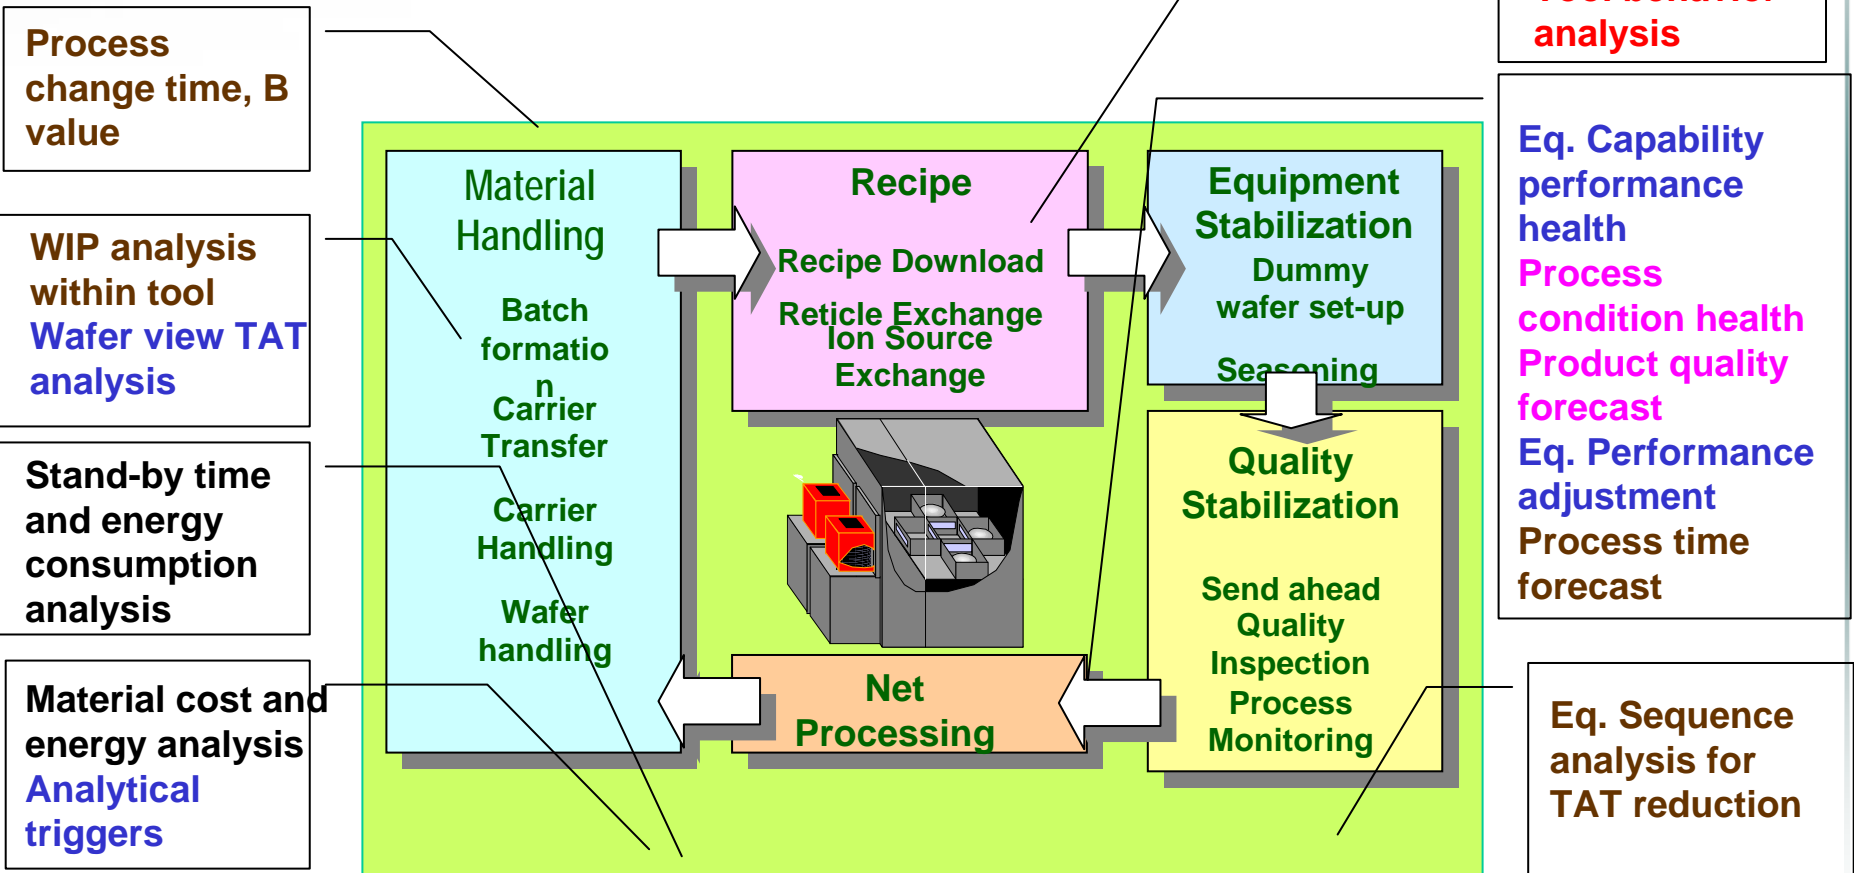 Process
change time, B
value
WIP analysis
within tool
Wafer view TAT
analysis
Stand-by time
and energy
consumption
analysis
Material cost and
energy analysis
Analytical
triggers
Material
Handling
Batch
formatio
n
Carrier
Transfer
Carrier
Handling
Wafer
handling
Recipe
Recipe Download
Reticle Exchange
Ion Source
Exchange
Equipment
Stabilization
Dummy
wafer set-up
Seasoning
Quality
Stabilization
Send ahead
Quality
Inspection
Process
Monitoring
Net
Processing
analysis
Eq. Capability
performance
health
Process
condition health
Product quality
forecast
Eq. Performance
adjustment
Process time
forecast
Eq. Sequence
analysis for
TAT reduction